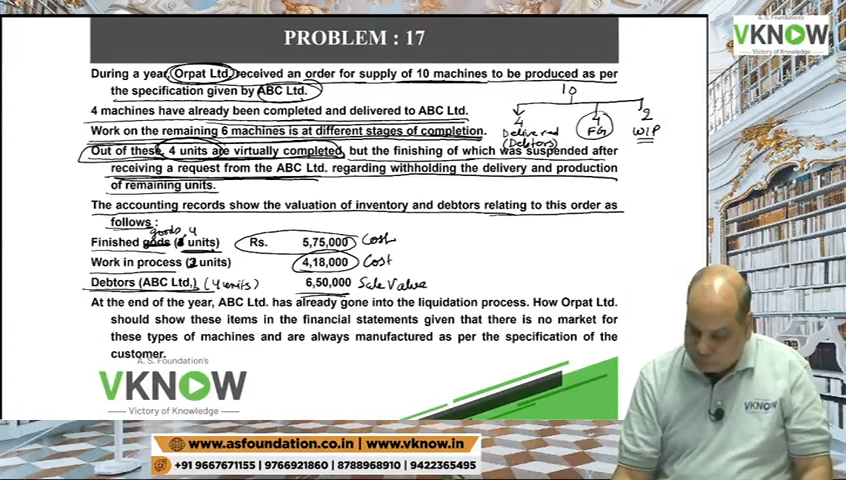 PROBLEM : 17
A. S. Foundation's
VKNOW
Victory of Knowledge
During a year, Orpat Ltd. received an order for supply of 10 machines to be produced as per
the specification given by ABC Ltd.
10
4 4 2
Delivered FG WIP
(Debtors)
4 machines have already been completed and delivered to ABC Ltd.
Work on the remaining 6 machines is at different stages of completion.
Out of these, 4 units are virtually completed, but the finishing of which was suspended after
receiving a request from the ABC Ltd. regarding withholding the delivery and production
of remaining units.
The accounting records show the valuation of inventory and debtors relating to this order as
follows :
goods 4
Finished units) Rs. 5,75,000 Cost
Work in process (2 units) 4,18,000 Cost
Debtors (ABC Ltd.) (4 units) 6,50,000 Sale Value
At the end of the year, ABC Ltd. has already gone into the liquidation process. How Orpat Ltd.
should show these items in the financial statements given that there is no market for
these types of machines and are always manufactured as per the specification of the
customer.
A. S. Foundation's
VKNOW
Victory of Knowledge
VKNOW
www.asfoundation.co.in | www.vknow.in
+91 9667671155 | 9766921860 | 8788968910 | 9422365495